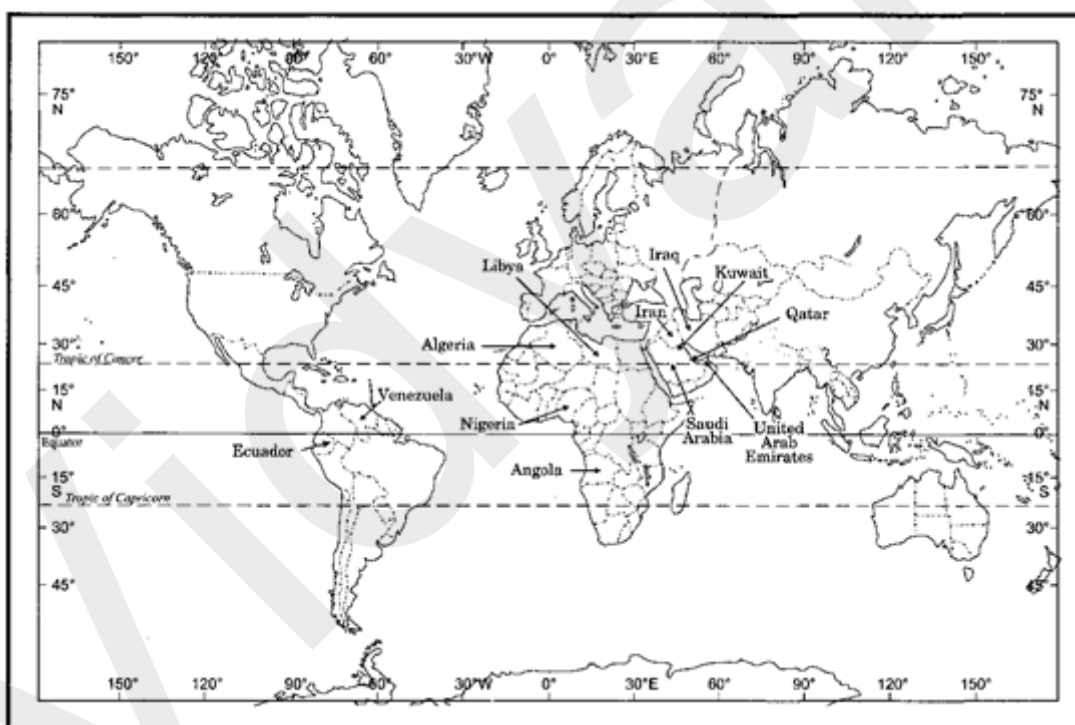 150° 120° 90° 60° 30°W 0° 30°E 60° 90° 120° 150°
75° 75°
N N
60° 60°
Iraq
Libya Kuwait
45° 45°
Iran Qatar
30° Algeria 30°
Tropic of Cancer
15° Venezuela 15°
N Nigeria Saudi United N
0° Arabia Arab 0°
Equator Emirates
Ecuador
Angola
15° 15°
S Tropic of Capricorn S
30° 30°
45° 45°
150° 120° 90° 60° 30° 0° 30°E 60° 90° 120° 150°